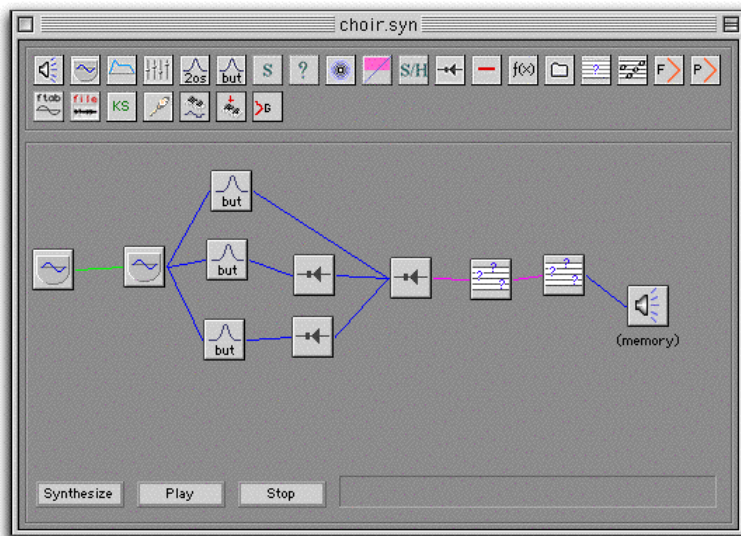 choir.syn
2os but S ? S/H f(x) ? F P
ftab file KS B
but
but
? ? ?
? ? ?
but
(memory)
Synthesize Play Stop